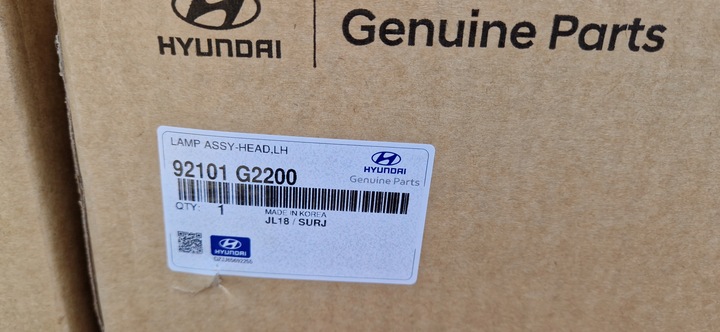 HYUNDAI
Genuine Parts
LAMP ASSY-HEAD,LH
92101 G2200
HYUNDAI
Genuine Parts
QTY: 1
MADE IN KOREA
JL18 / SURJ
HYUNDAI